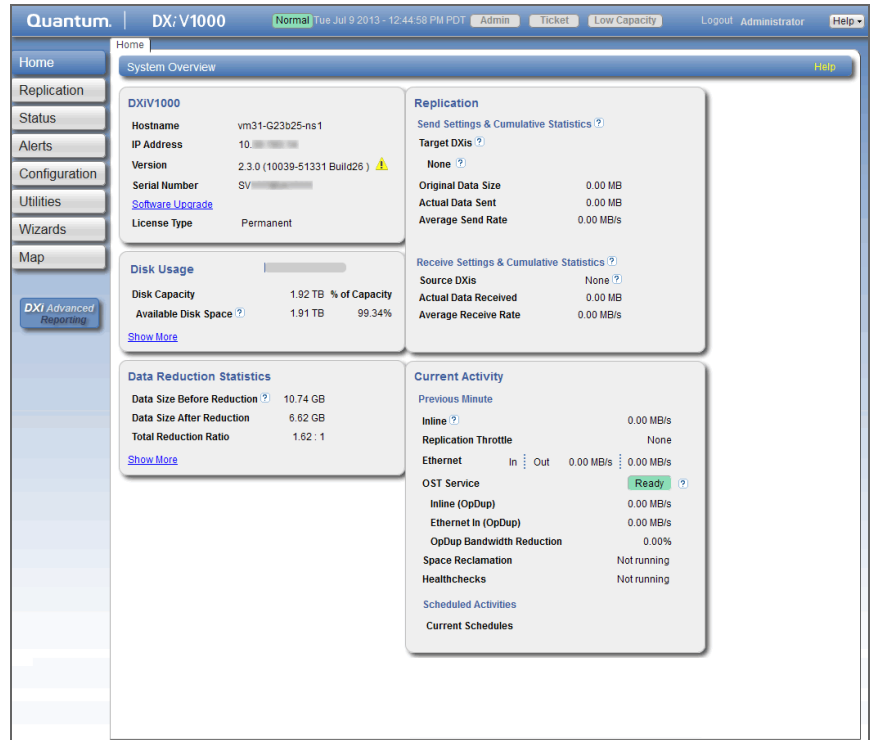 Quantum. DXi V1000 Normal Tue Jul 9 2013 - 12:44:58 PM PDT Admin Ticket Low Capacity Logout Administrator Help
Home
System Overview Help
Home
Replication
Status
Alerts
Configuration
Utilities
Wizards
Map
DXi Advanced
Reporting
DXiV1000
Hostname vm31-G23b25-ns1
IP Address 10.
Version 2.3.0 (10039-51331 Build26 )
Serial Number SV
Software Upgrade
License Type Permanent
Disk Usage
Disk Capacity 1.92 TB % of Capacity
Available Disk Space ? 1.91 TB 99.34%
Show More
Data Reduction Statistics
Data Size Before Reduction ? 10.74 GB
Data Size After Reduction 6.62 GB
Total Reduction Ratio 1.62 : 1
Show More
Replication
Send Settings & Cumulative Statistics ?
Target DXis ?
None ?
Original Data Size 0.00 MB
Actual Data Sent 0.00 MB
Average Send Rate 0.00 MB/s
Receive Settings & Cumulative Statistics ?
Source DXis None ?
Actual Data Received 0.00 MB
Average Receive Rate 0.00 MB/s
Current Activity
Previous Minute
Inline ? 0.00 MB/s
Replication Throttle None
Ethernet In Out 0.00 MB/s 0.00 MB/s
OST Service Ready ?
Inline (OpDup) 0.00 MB/s
Ethernet In (OpDup) 0.00 MB/s
OpDup Bandwidth Reduction 0.00%
Space Reclamation Not running
Healthchecks Not running
Scheduled Activities
Current Schedules